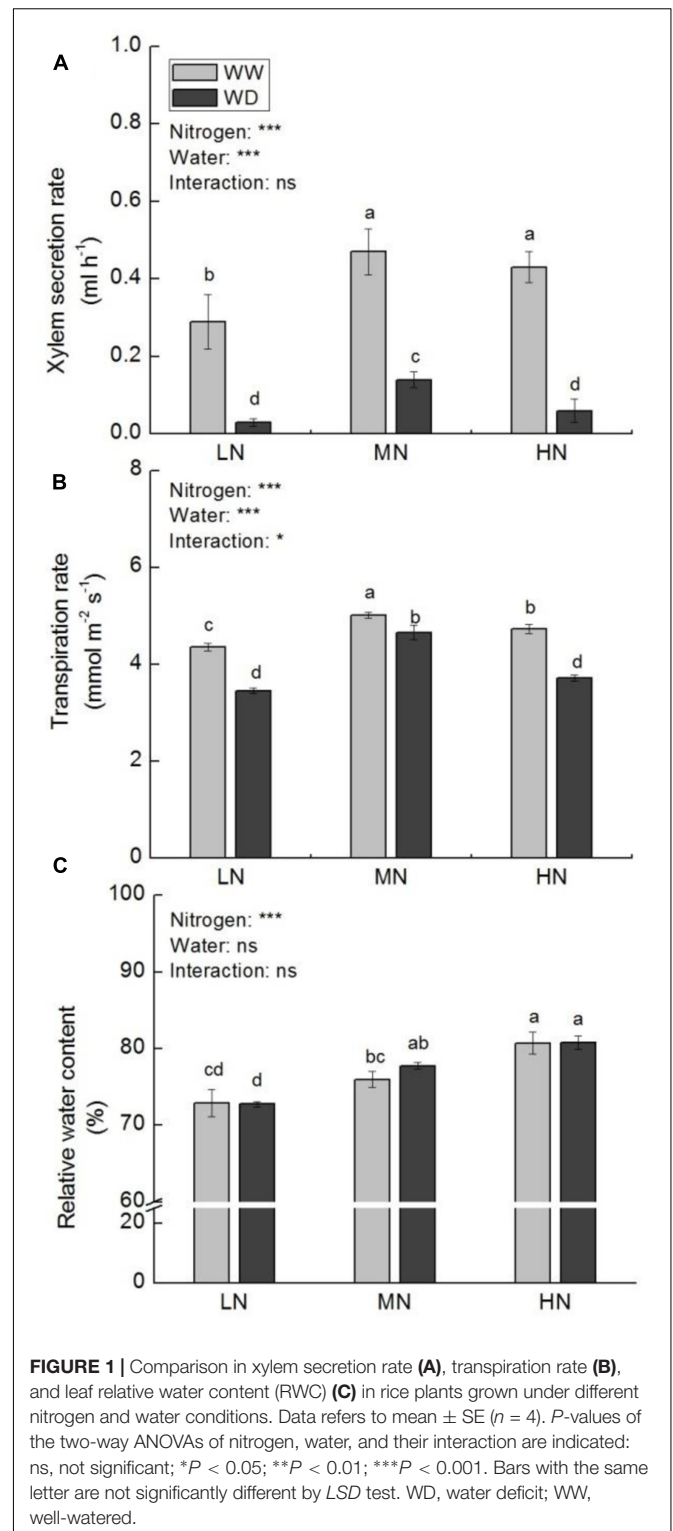 A
1.0
0.8
0.6
0.4
0.2
0.0
Xylem secretion rate
(ml h⁻¹)
WW
WD
Nitrogen: ***
Water: ***
Interaction: ns
b
d
a
c
a
d
LN MN HN
B
8
6
4
2
0
Transpiration rate
(mmol m⁻² s⁻¹)
Nitrogen: ***
Water: ***
Interaction: *
c
d
a
b
b
d
LN MN HN
C
100
90
80
70
60
20
0
Relative water content
(%)
Nitrogen: ***
Water: ns
Interaction: ns
cd
d
bc
ab
a
a
LN MN HN
FIGURE 1 | Comparison in xylem secretion rate (A), transpiration rate (B),
and leaf relative water content (RWC) (C) in rice plants grown under different
nitrogen and water conditions. Data refers to mean ± SE (n = 4). P-values of
the two-way ANOVAs of nitrogen, water, and their interaction are indicated:
ns, not significant; *P < 0.05; **P < 0.01; ***P < 0.001. Bars with the same
letter are not significantly different by LSD test. WD, water deficit; WW,
well-watered.